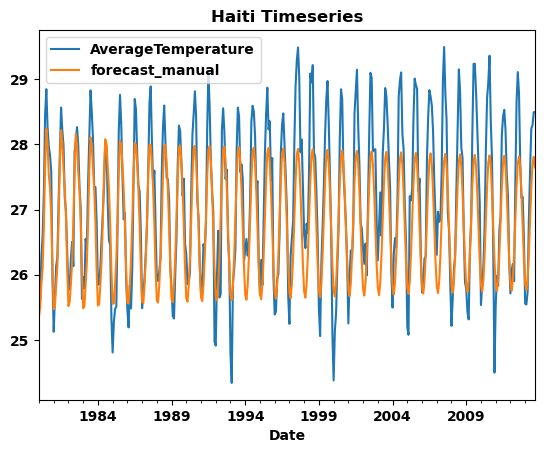 Haiti Timeseries
AverageTemperature
forecast_manual
29
28
27
26
25
1984 1989 1994 1999 2004 2009
Date